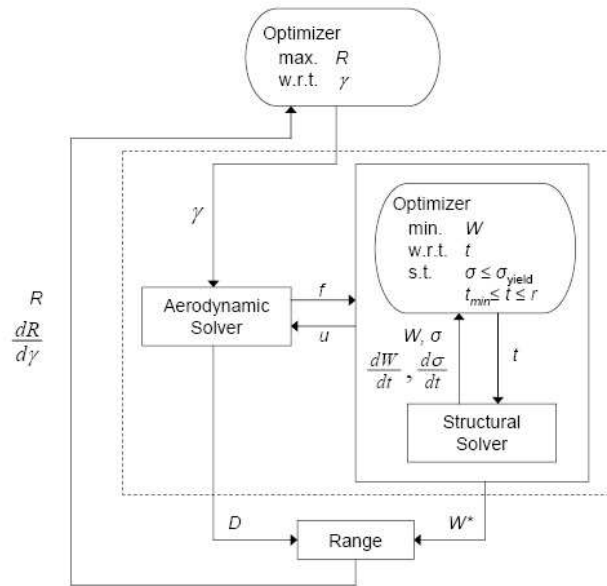 Optimizer
max. R
w.r.t. γ
γ
Optimizer
min. W
w.r.t. t
s.t. σ ≤ σyield
tmin ≤ t ≤ r
Aerodynamic
Solver
f
u
R
dR
dγ
W, σ
dW/dt , dσ/dt
t
Structural
Solver
D
Range
W*